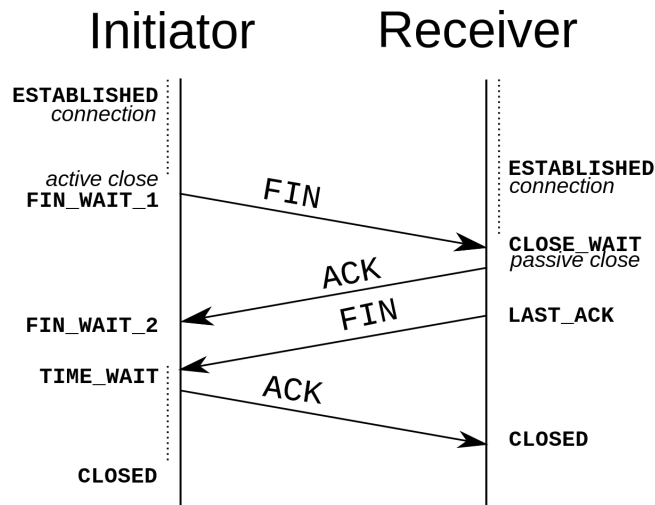 Initiator
Receiver
ESTABLISHED
connection
ESTABLISHED
connection
active close
FIN_WAIT_1
FIN
CLOSE_WAIT
passive close
ACK
FIN_WAIT_2
FIN
LAST_ACK
TIME_WAIT
ACK
CLOSED
CLOSED